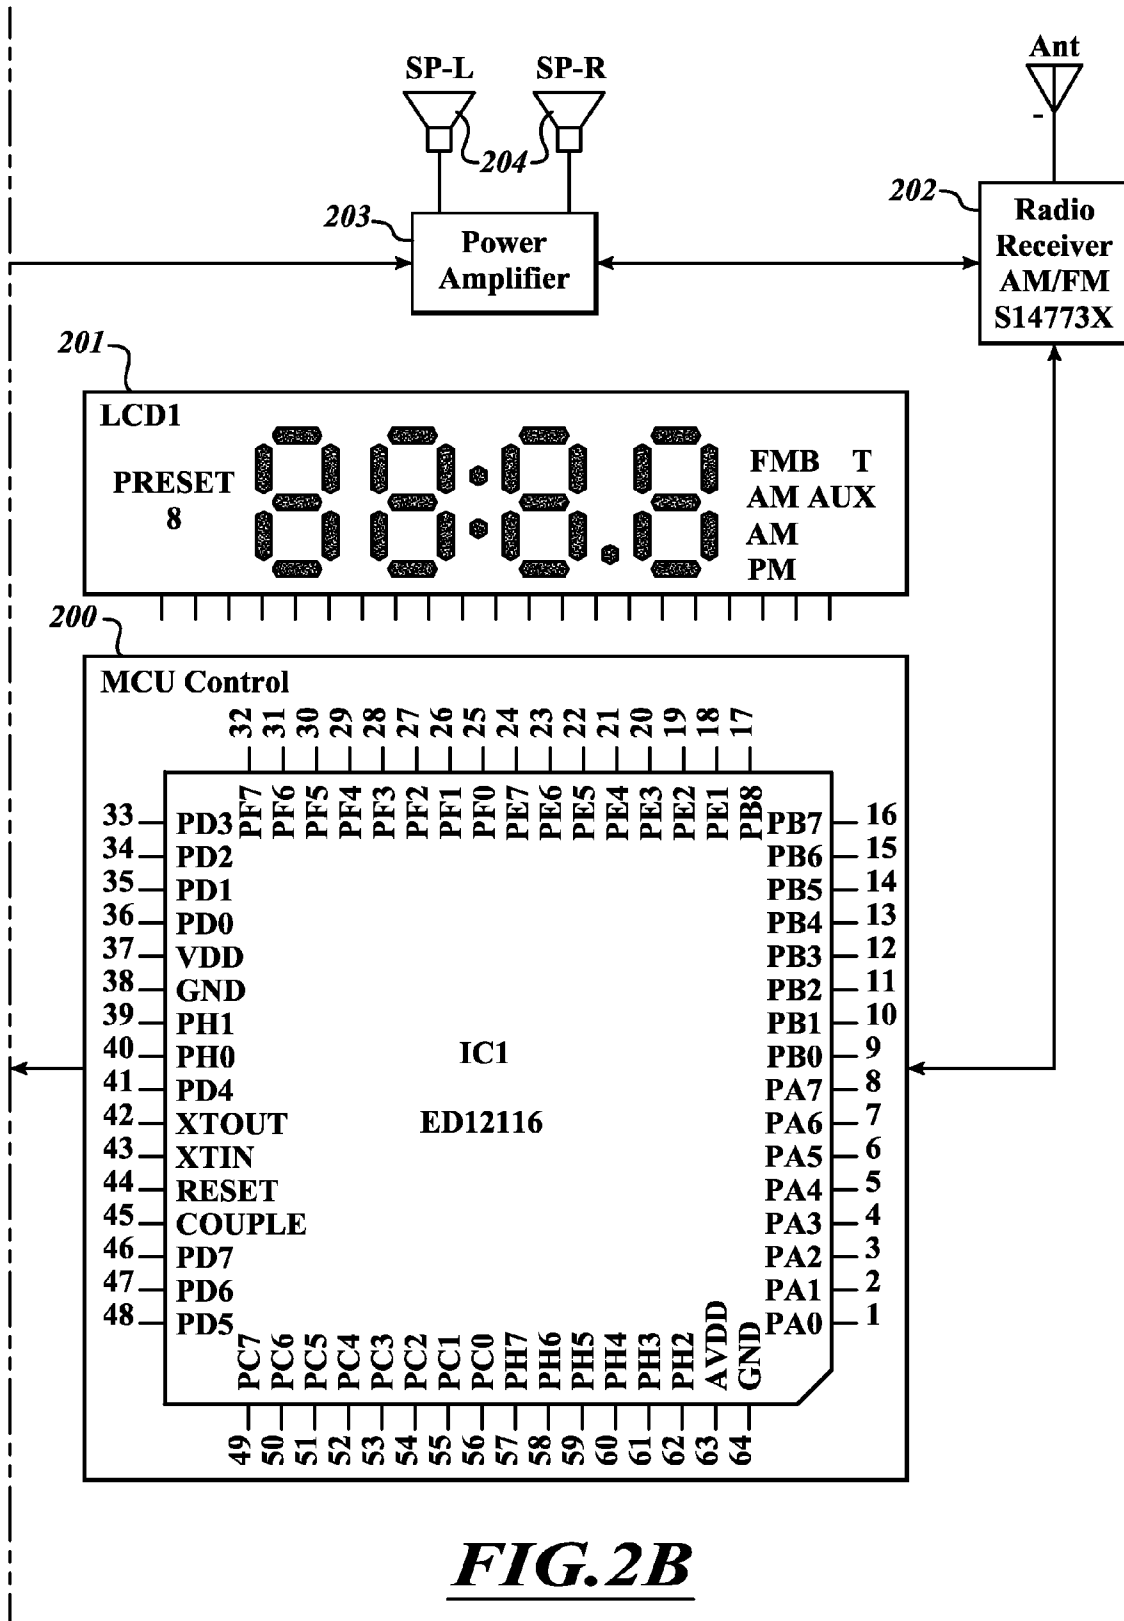 Ant
SP-L SP-R
204
202
203
Radio
Receiver
AM/FM
S14773X
Power
Amplifier
201
LCD1
PRESET
8
88:8.8
FMB T
AM AUX
AM
PM
200
MCU Control
32 31 30 29 28 27 26 25 24 23 22 21 20 19 18 17
PF7 PF6 PF5 PF4 PF3 PF2 PF1 PF0 PE7 PE6 PE5 PE4 PE3 PE2 PE1 PB8
33 PD3 PB7 16
34 PD2 PB6 15
35 PD1 PB5 14
36 PD0 PB4 13
37 VDD PB3 12
38 GND PB2 11
39 PH1 PB1 10
40 PH0 IC1 PB0 9
41 PD4 PA7 8
42 XTOUT ED12116 PA6 7
43 XTIN PA5 6
44 RESET PA4 5
45 COUPLE PA3 4
46 PD7 PA2 3
47 PD6 PA1 2
48 PD5 PA0 1
PC7 PC6 PC5 PC4 PC3 PC2 PC1 PC0 PH7 PH6 PH5 PH4 PH3 PH2 AVDD GND
49 50 51 52 53 54 55 56 57 58 59 60 61 62 63 64
FIG.2B